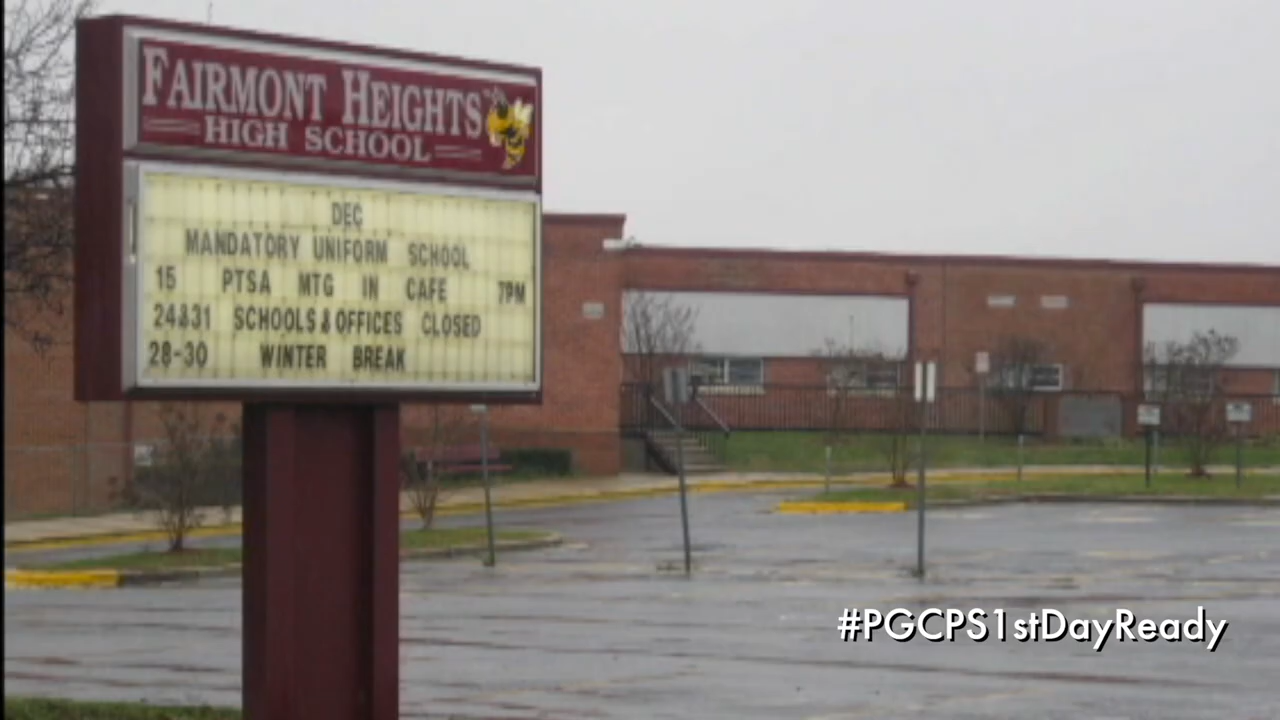 FAIRMONT HEIGHTS
HIGH SCHOOL
DEC
MANDATORY UNIFORM SCHOOL
15 PTSA MTG IN CAFE 7PM
24&31 SCHOOLS & OFFICES CLOSED
28-30 WINTER BREAK
#PGCPS1stDayReady